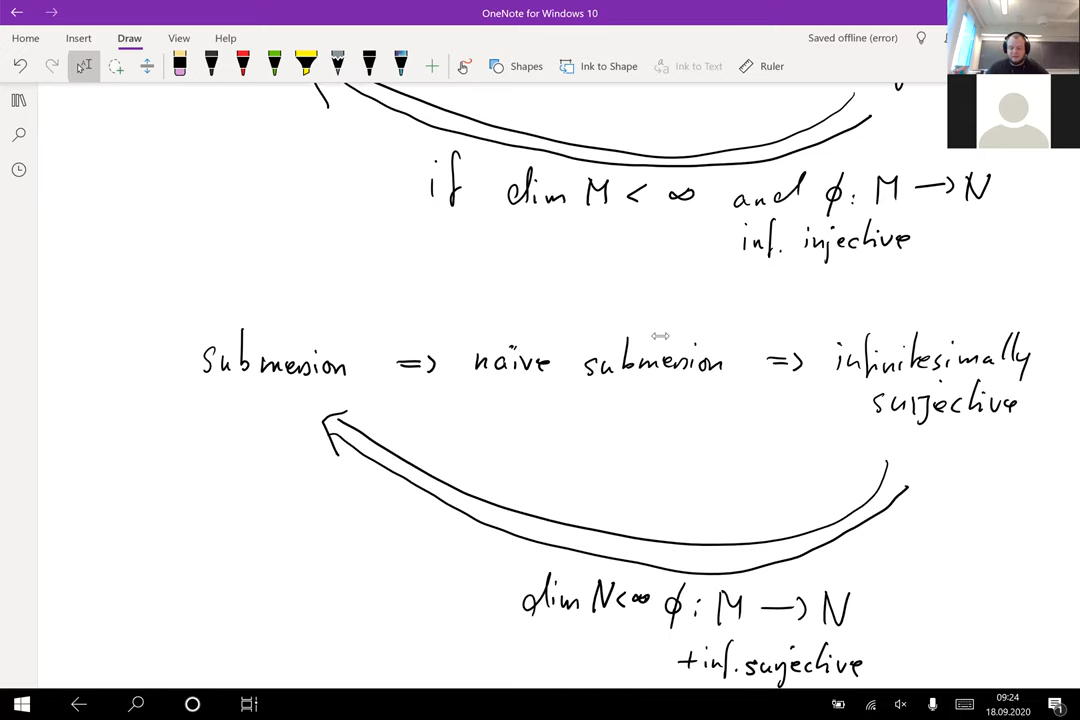 OneNote for Windows 10
Home Insert Draw View Help Saved offline (error)
Shapes Ink to Shape Ink to Text Ruler
if dim M < ∞ and ϕ: M → N
inf. injective
submersion => naïve submersion => infinitesimally
surjective
dim N < ∞ ϕ: M → N
+ inf. surjective
09:24
18.09.2020